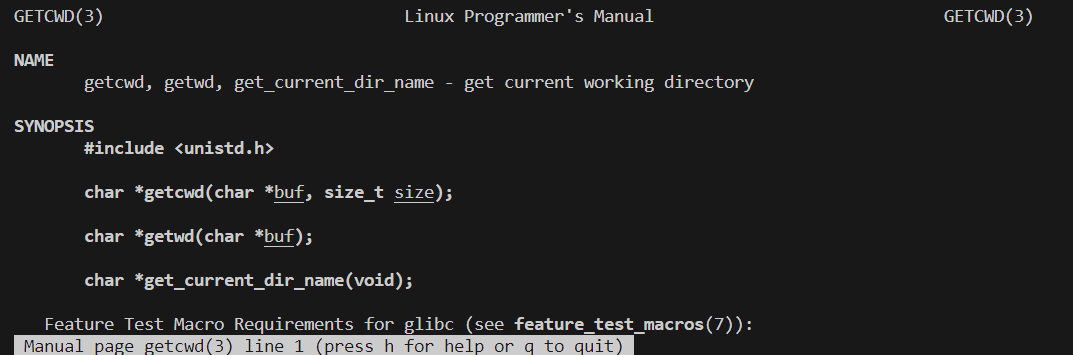 GETCWD(3) Linux Programmer's Manual GETCWD(3)
NAME
getcwd, getwd, get_current_dir_name - get current working directory
SYNOPSIS
#include <unistd.h>
char *getcwd(char *buf, size_t size);
char *getwd(char *buf);
char *get_current_dir_name(void);
Feature Test Macro Requirements for glibc (see feature_test_macros(7)):
Manual page getcwd(3) line 1 (press h for help or q to quit)